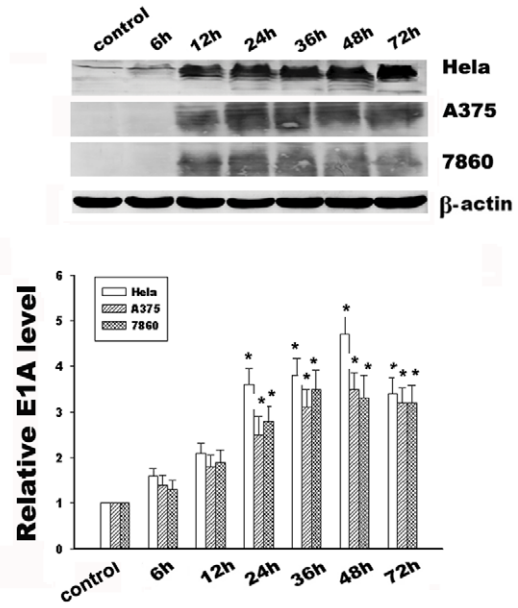 control 6h 12h 24h 36h 48h 72h
Hela
A375
7860
β-actin
6
5
4
3
2
1
0
Relative E1A level
Hela
A375
7860
* * * * * * * * * * * *
control 6h 12h 24h 36h 48h 72h